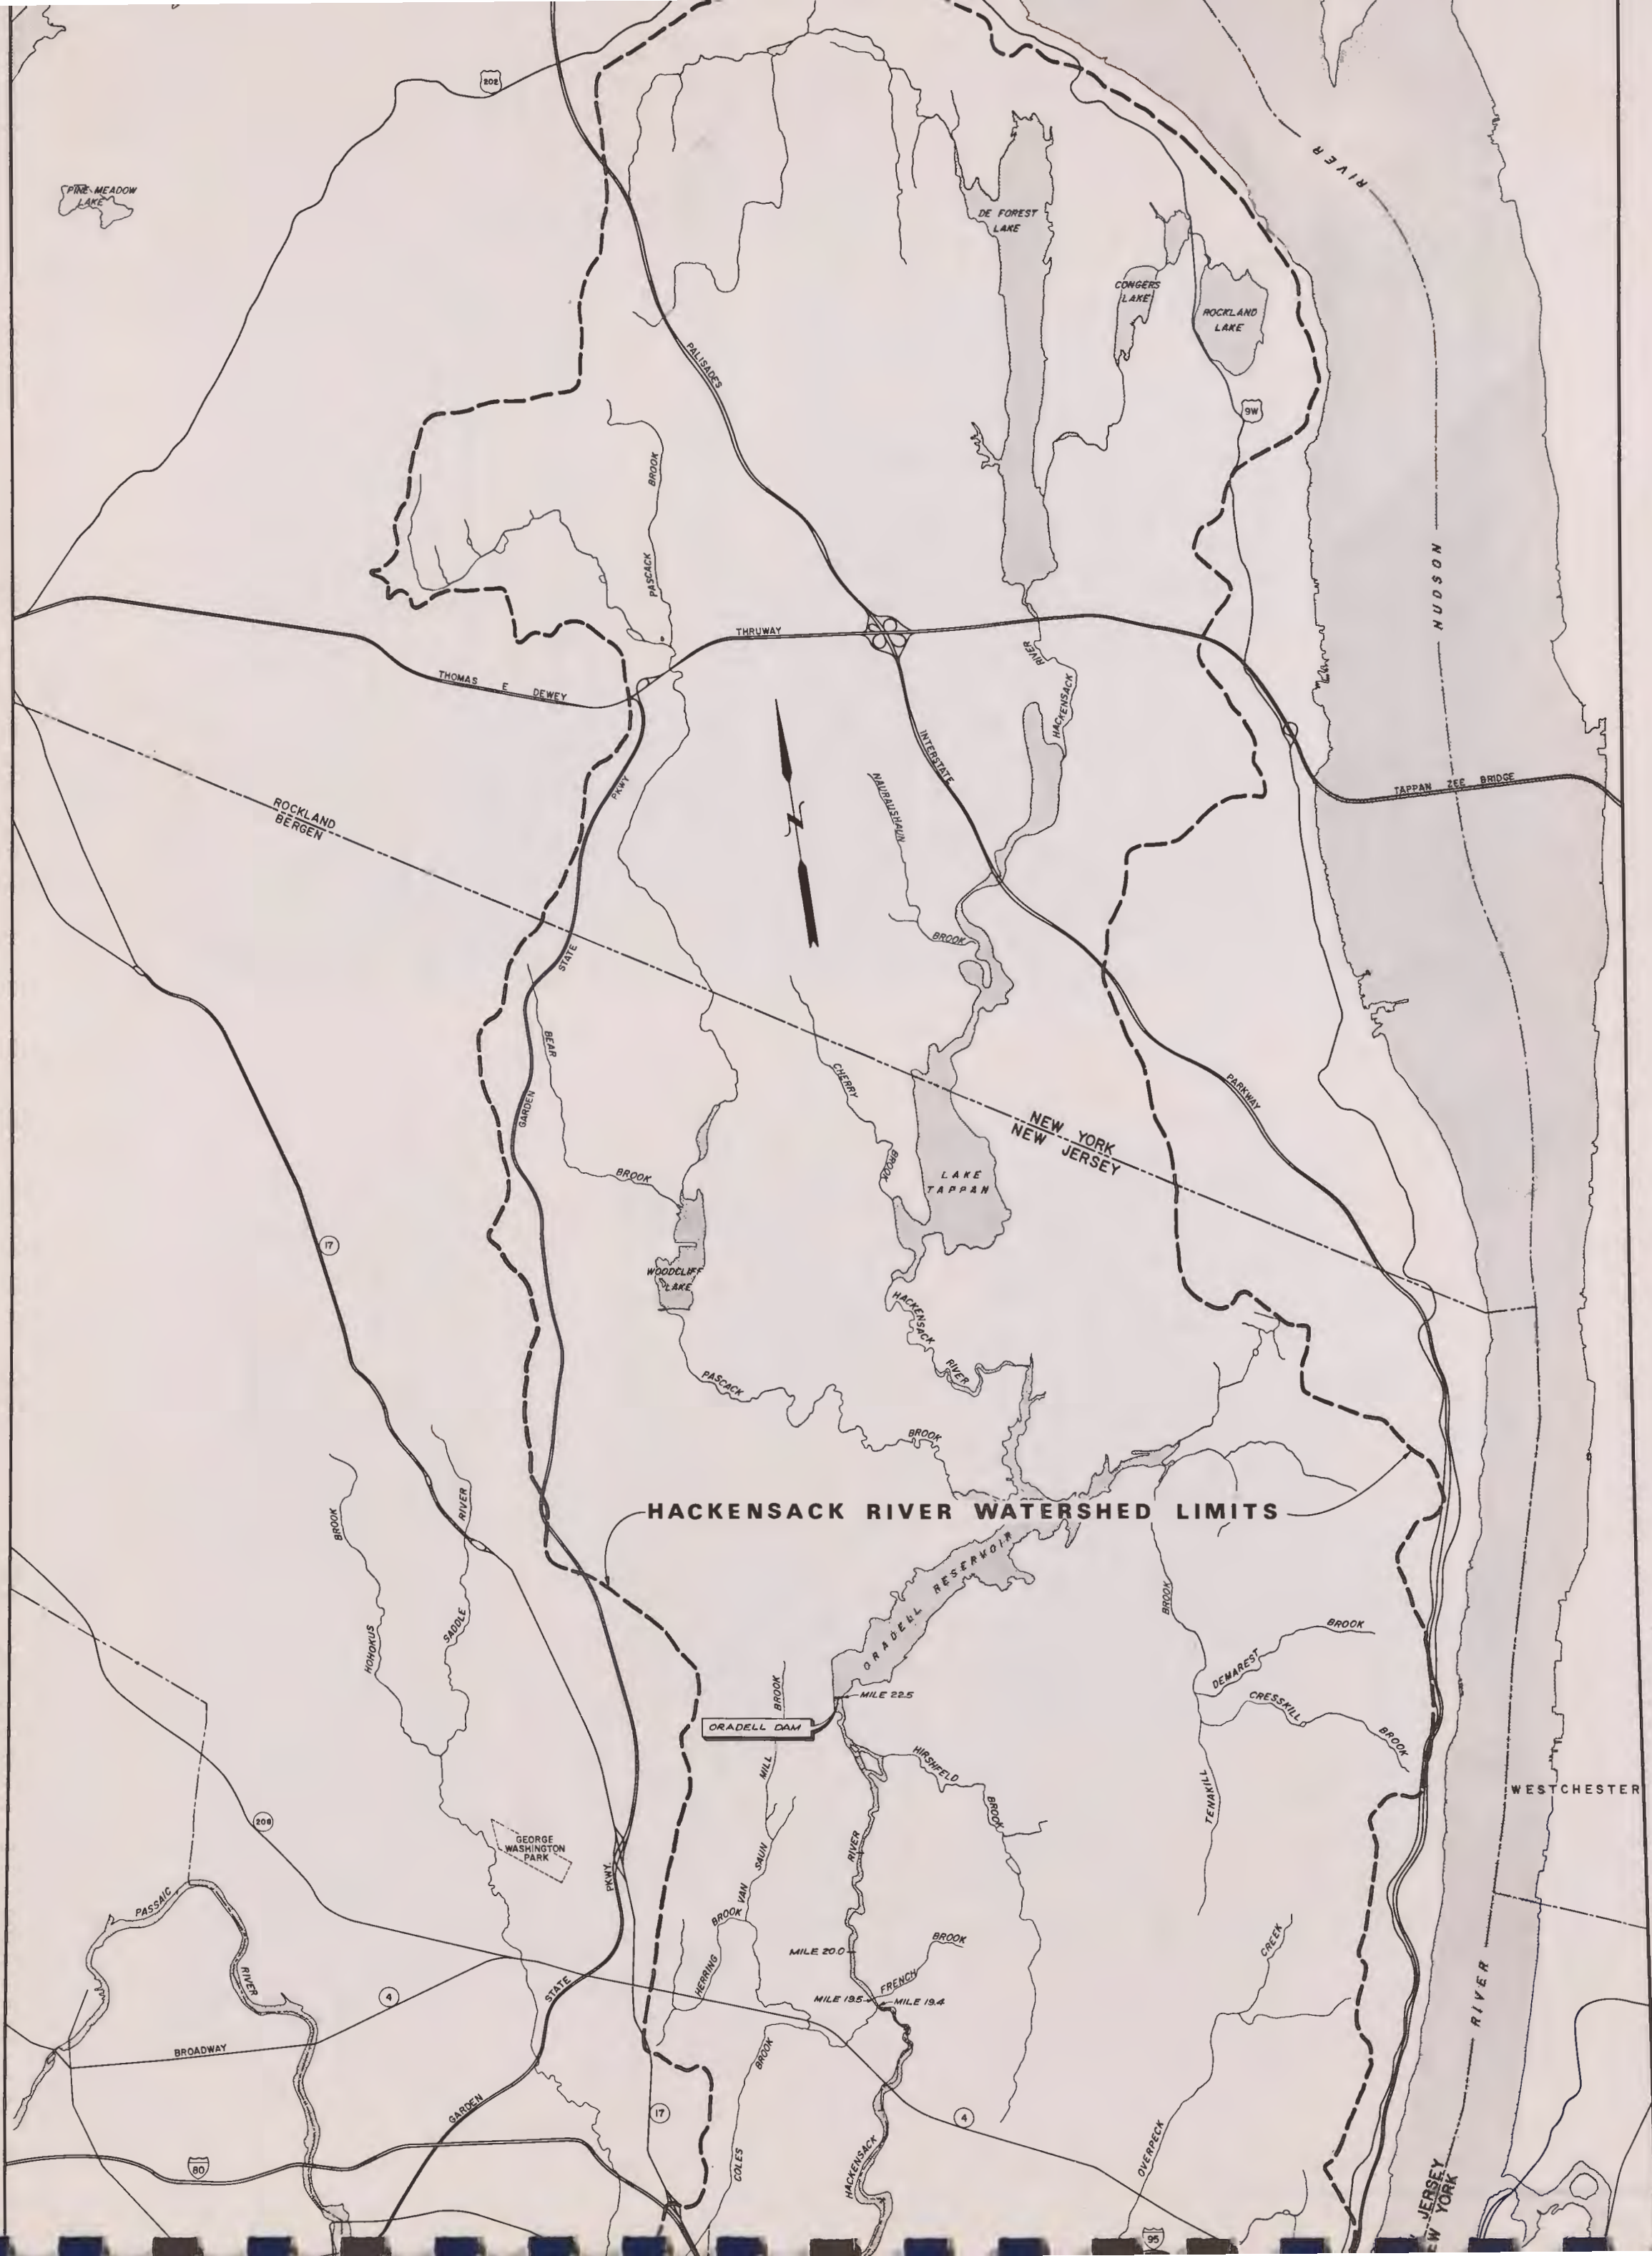 202
RIVER
PINE MEADOW
LAKE
DE FOREST
LAKE
CONGERS
LAKE
ROCKLAND
LAKE
PALISADES
9W
BROOK
PASCACK
HUDSON
THRUWAY
RIVER
THOMAS E DEWEY
HACKENSACK
INTERSTATE
PKWY
NAURAUSHAUN
TAPPAN ZEE BRIDGE
ROCKLAND
BERGEN
N
BROOK
STATE
BEAR
CHERRY
PARKWAY
GARDEN
NEW YORK
NEW JERSEY
BROOK
BROOK
LAKE
TAPPAN
17
WOODCLIFF
LAKE
HACKENSACK
RIVER
PASCACK
BROOK
HACKENSACK RIVER WATERSHED LIMITS
BROOK
RIVER
ORADELL RESERVOIR
BROOK
HOHOKUS
SADDLE
BROOK
DEMAREST
BROOK
CRESSKILL
BROOK
MILE 22.5
ORADELL DAM
MILL
HIRSHFELD
BROOK
TENAKILL
WESTCHESTER
208
GEORGE
WASHINGTON
PARK
RIVER
PKWY.
SAUN
VAN
BROOK
PASSAIC
RIVER
BROOK
MILE 20.0
CREEK
HERRING
FRENCH
STATE
4
MILE 19.5
MILE 19.4
RIVER
BROADWAY
BROOK
GARDEN
17
4
80
COLES
HACKENSACK
OVERPECK
JERSEY
YORK
95